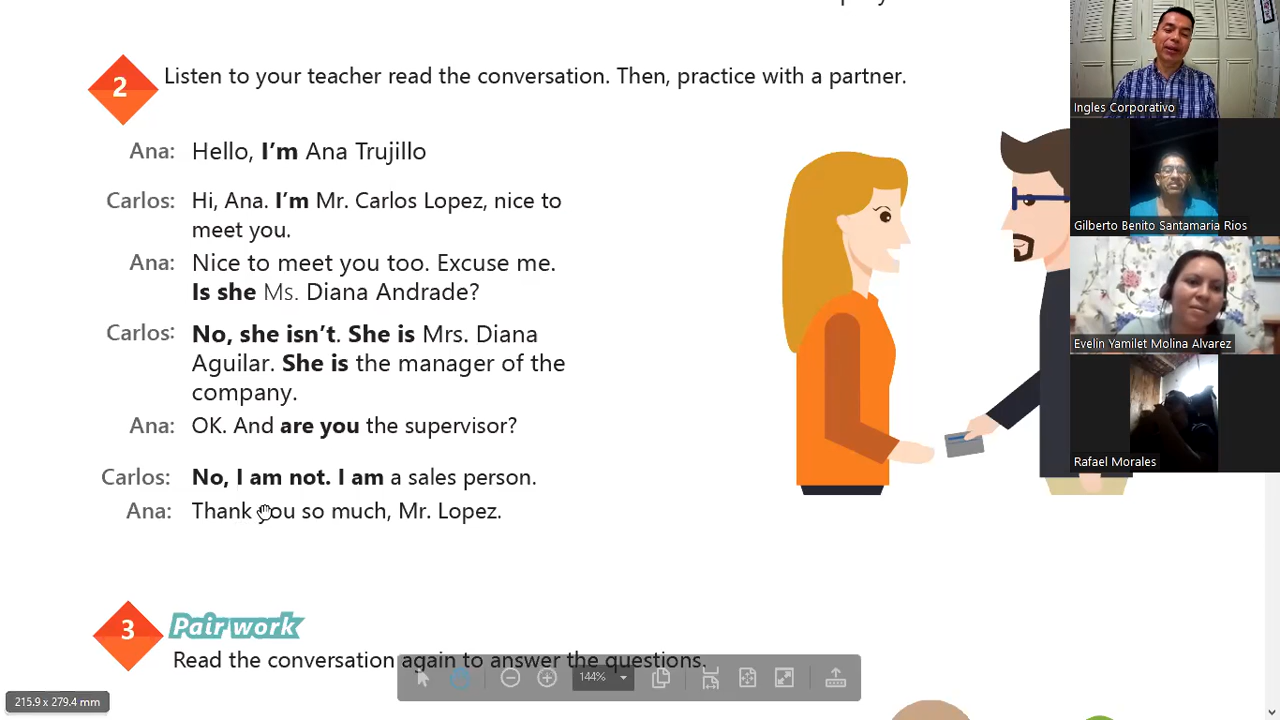 2 Listen to your teacher read the conversation. Then, practice with a partner.
Ana: Hello, I'm Ana Trujillo
Carlos: Hi, Ana. I'm Mr. Carlos Lopez, nice to
meet you.
Ana: Nice to meet you too. Excuse me.
Is she Ms. Diana Andrade?
Carlos: No, she isn't. She is Mrs. Diana
Aguilar. She is the manager of the
company.
Ana: OK. And are you the supervisor?
Carlos: No, I am not. I am a sales person.
Ana: Thank you so much, Mr. Lopez.
3 Pair work
Read the conversation again to answer the questions.
144%
215.9 x 279.4 mm
Ingles Corporativo
Gilberto Benito Santamaria Rios
Evelin Yamilet Molina Alvarez
Rafael Morales